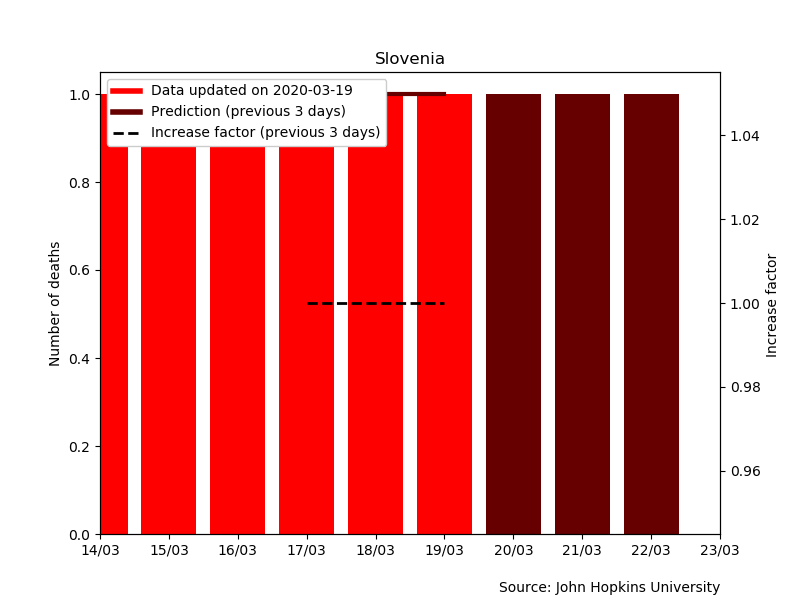 Slovenia
Data updated on 2020-03-19
Prediction (previous 3 days)
Increase factor (previous 3 days)
Number of deaths
1.0
0.8
0.6
0.4
0.2
0.0
Increase factor
1.04
1.02
1.00
0.98
0.96
14/03 15/03 16/03 17/03 18/03 19/03 20/03 21/03 22/03 23/03
Source: John Hopkins University